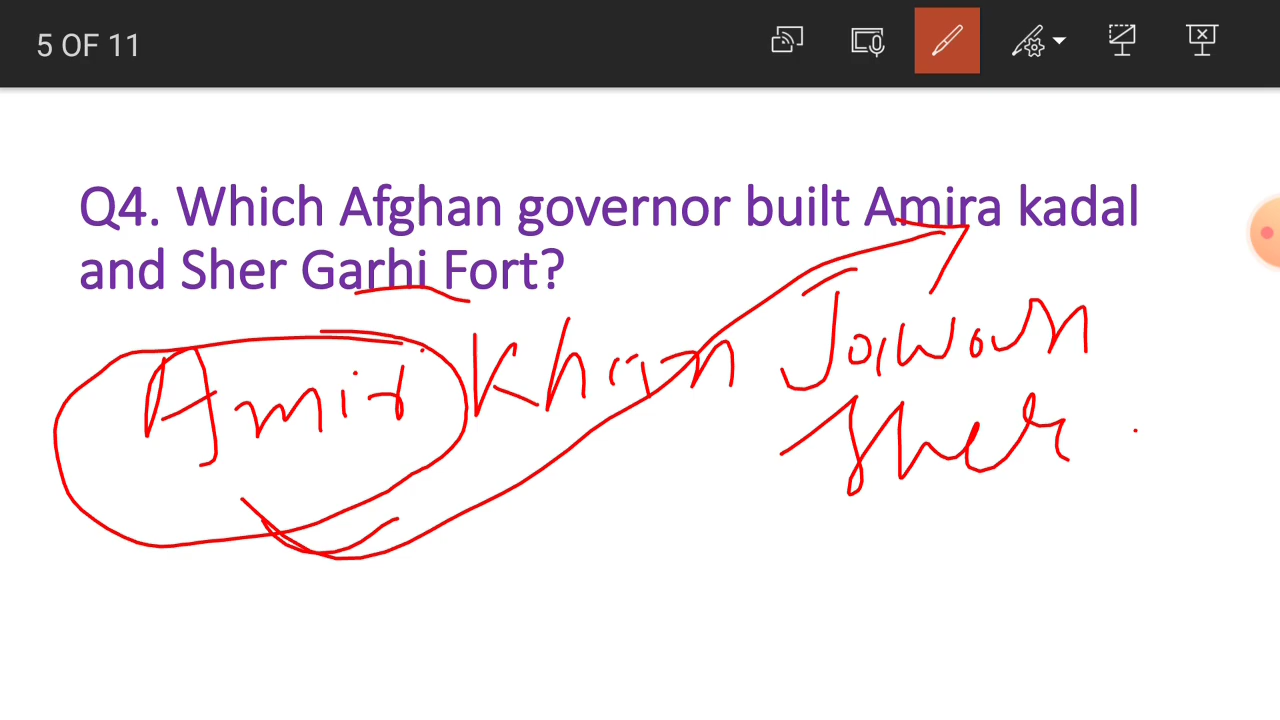 5 OF 11
Q4. Which Afghan governor built Amira kadal
and Sher Garhi Fort?
Amir Khan Jawan
Sher